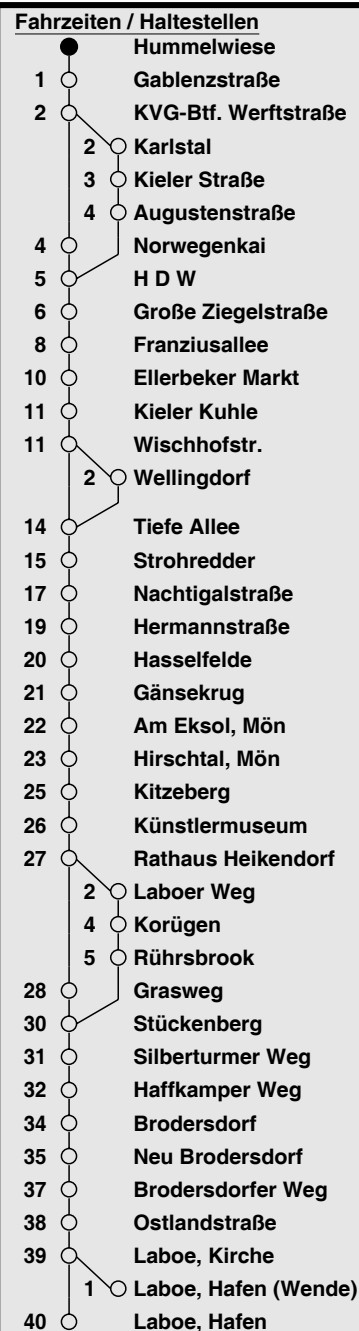 Fahrzeiten / Haltestellen
Hummelwiese
1 Gablenzstraße
2 KVG-Btf. Werftstraße
2 Karlstal
3 Kieler Straße
4 Augustenstraße
4 Norwegenkai
5 H D W
6 Große Ziegelstraße
8 Franziusallee
10 Ellerbeker Markt
11 Kieler Kuhle
11 Wischhofstr.
2 Wellingdorf
14 Tiefe Allee
15 Strohredder
17 Nachtigalstraße
19 Hermannstraße
20 Hasselfelde
21 Gänsekrug
22 Am Eksol, Mön
23 Hirschtal, Mön
25 Kitzeberg
26 Künstlermuseum
27 Rathaus Heikendorf
2 Laboer Weg
4 Korügen
5 Rührsbrook
28 Grasweg
30 Stückenberg
31 Silberturmer Weg
32 Haffkamper Weg
34 Brodersdorf
35 Neu Brodersdorf
37 Brodersdorfer Weg
38 Ostlandstraße
39 Laboe, Kirche
1 Laboe, Hafen (Wende)
40 Laboe, Hafen